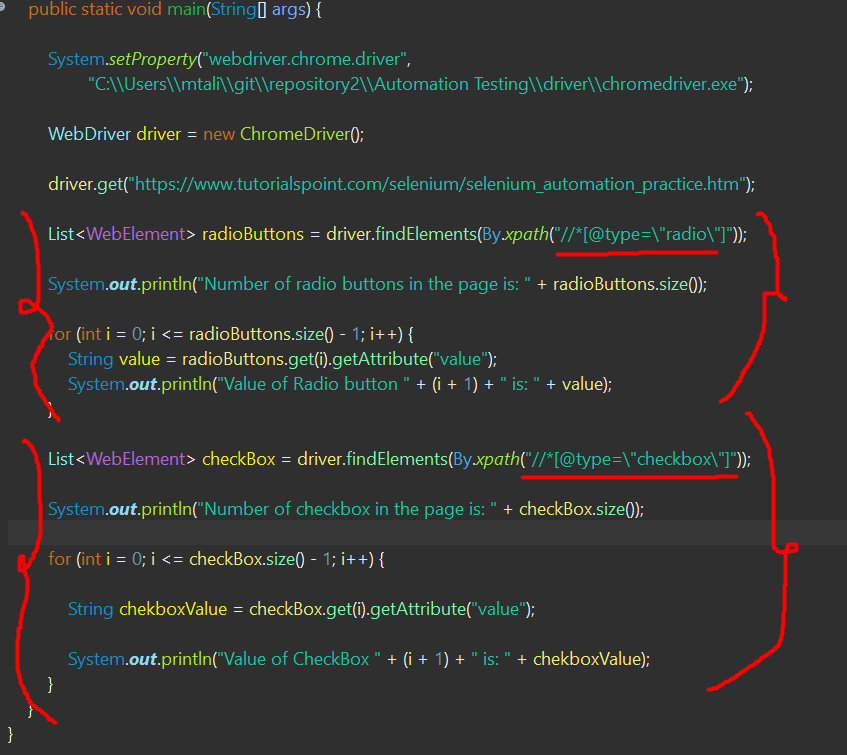 public static void main(String[] args) {
System.setProperty("webdriver.chrome.driver",
"C:\\Users\\mtali\\git\\repository2\\Automation Testing\\driver\\chromedriver.exe");
WebDriver driver = new ChromeDriver();
driver.get("https://www.tutorialspoint.com/selenium/selenium_automation_practice.htm");
List<WebElement> radioButtons = driver.findElements(By.xpath("//*[@type=\"radio\"]"));
System.out.println("Number of radio buttons in the page is: " + radioButtons.size());
for (int i = 0; i <= radioButtons.size() - 1; i++) {
String value = radioButtons.get(i).getAttribute("value");
System.out.println("Value of Radio button " + (i + 1) + " is: " + value);
}
List<WebElement> checkBox = driver.findElements(By.xpath("//*[@type=\"checkbox\"]"));
System.out.println("Number of checkbox in the page is: " + checkBox.size());
for (int i = 0; i <= checkBox.size() - 1; i++) {
String chekboxValue = checkBox.get(i).getAttribute("value");
System.out.println("Value of CheckBox " + (i + 1) + " is: " + chekboxValue);
}
}
}